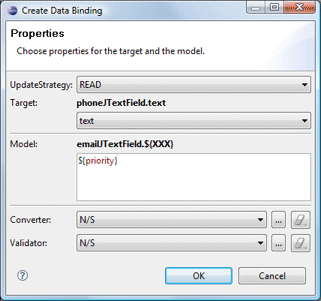 Create Data Binding
Properties
Choose properties for the target and the model.
UpdateStrategy: READ
Target: phoneJTextField.text
text
Model: emailJTextField.${XXX}
${priority}
Converter: N/S ...
Validator: N/S ...
? OK Cancel